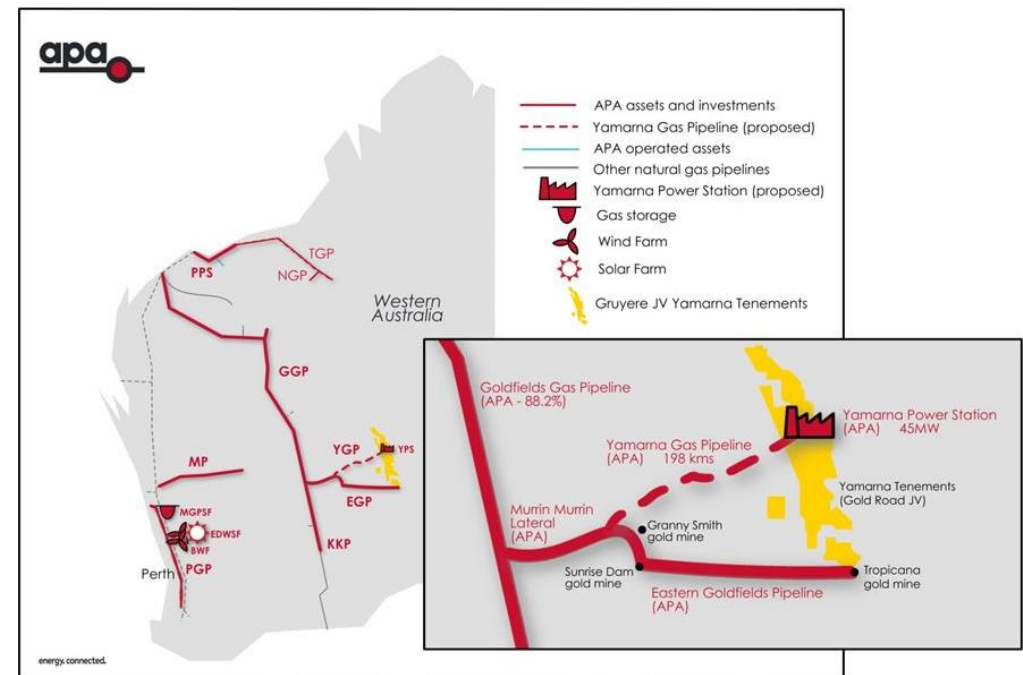 apa
APA assets and investments
Yamarna Gas Pipeline (proposed)
APA operated assets
Other natural gas pipelines
Yamarna Power Station (proposed)
Gas storage
Wind Farm
Solar Farm
Gruyere JV Yamarna Tenements
TGP
PPS
NGP
Western
Australia
GGP
YGP
YPS
MP
EGP
MGPSF
EDWSF
BWF
KKP
Perth
PGP
energy. connected.
Goldfields Gas Pipeline
(APA - 88.2%)
Yamarna Power Station
(APA) 45MW
Yamarna Gas Pipeline
(APA) 198 kms
Yamarna Tenements
(Gold Road JV)
Murrin Murrin
Lateral
(APA)
Granny Smith
gold mine
Sunrise Dam
gold mine
Tropicana
gold mine
Eastern Goldfields Pipeline
(APA)